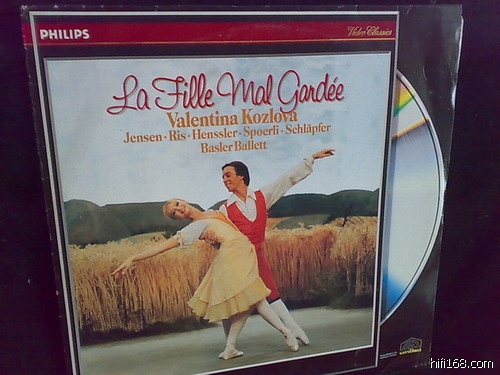 PHILIPS
Video Classics
La Fille Mal Gardée
Valentina Kozlova
Jensen · Ris · Henssler · Spoerli · Schläpfer
Basler Ballett
hifi168.com